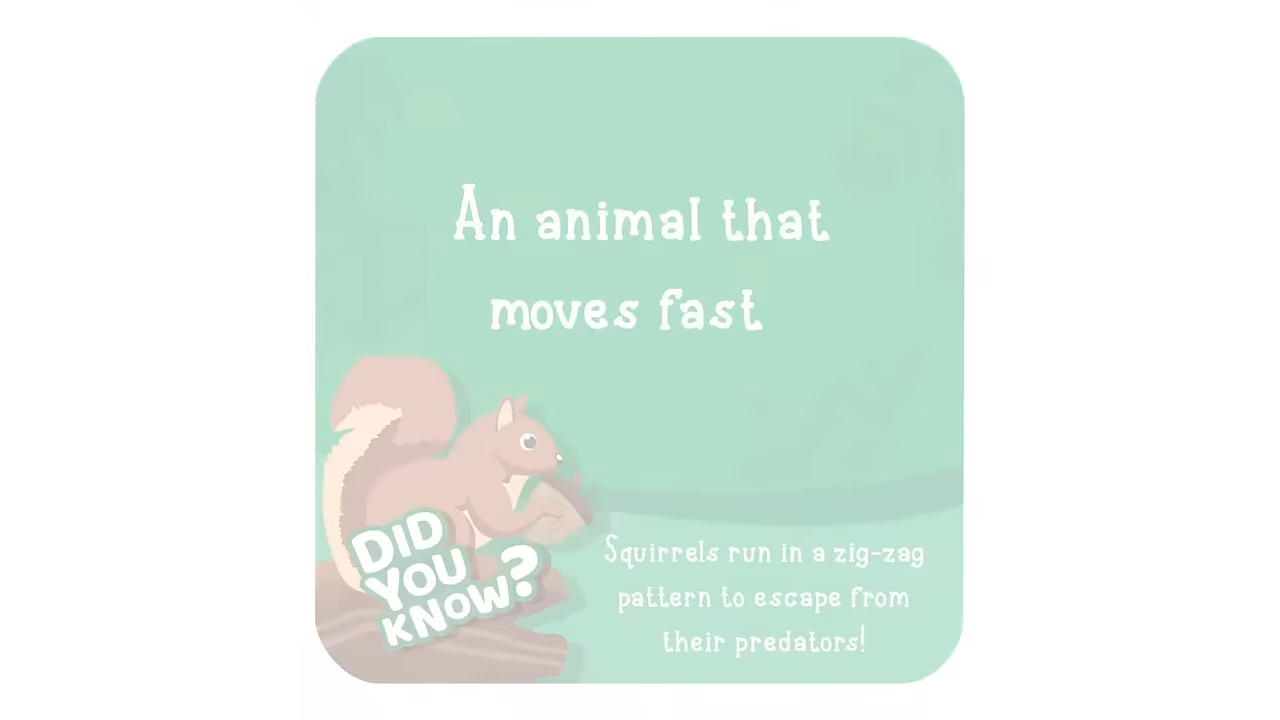 An animal that
moves fast
DID
YOU
KNOW?
Squirrels run in a zig-zag
pattern to escape from
their predators!